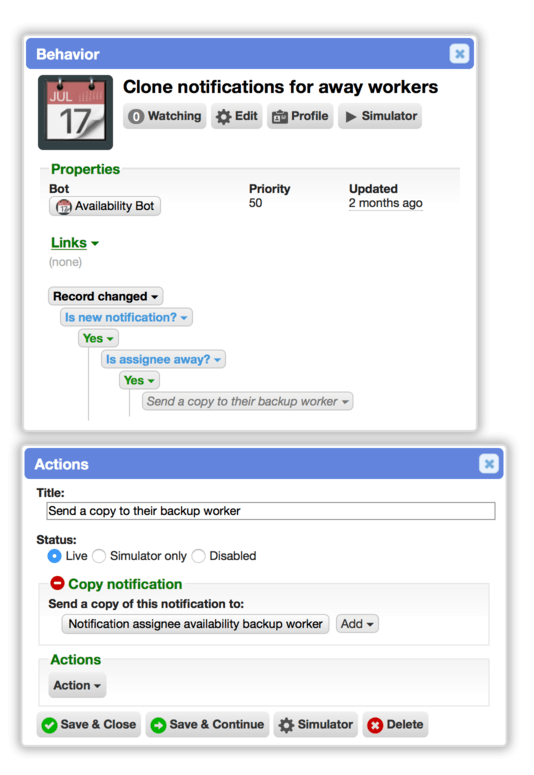 Behavior
JUL
17
Clone notifications for away workers
0 Watching Edit Profile Simulator
Properties
Bot Priority Updated
Availability Bot 50 2 months ago
Links
(none)
Record changed
Is new notification?
Yes
Is assignee away?
Yes
Send a copy to their backup worker
Actions
Title:
Send a copy to their backup worker
Status:
Live Simulator only Disabled
Copy notification
Send a copy of this notification to:
Notification assignee availability backup worker Add
Actions
Action
Save & Close Save & Continue Simulator Delete